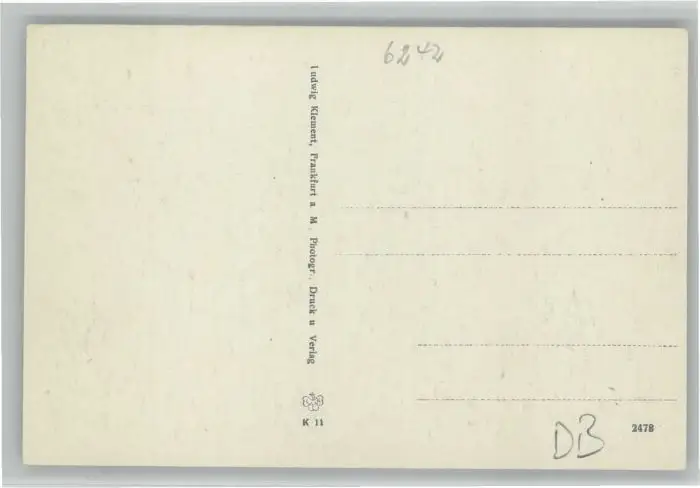 6242
Ludwig Klement, Frankfurt a M. Photogr., Druck u Verlag
K 11
DB
2478